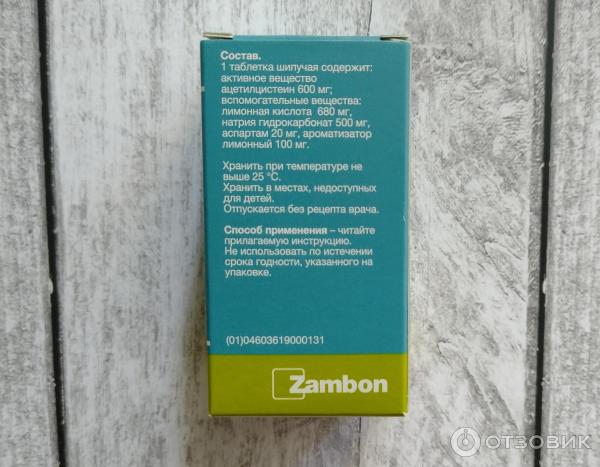 Состав.
1 таблетка шипучая содержит:
активное вещество
ацетилцистеин 600 мг;
вспомогательные вещества:
лимонная кислота 680 мг,
натрия гидрокарбонат 500 мг,
аспартам 20 мг, ароматизатор
лимонный 100 мг.
Хранить при температуре не
выше 25 °C.
Хранить в местах, недоступных
для детей.
Отпускается без рецепта врача.
Способ применения – читайте
прилагаемую инструкцию.
Не использовать по истечении
срока годности, указанного на
упаковке.
(01)04603619000131
Zambon
ОТЗОВИК